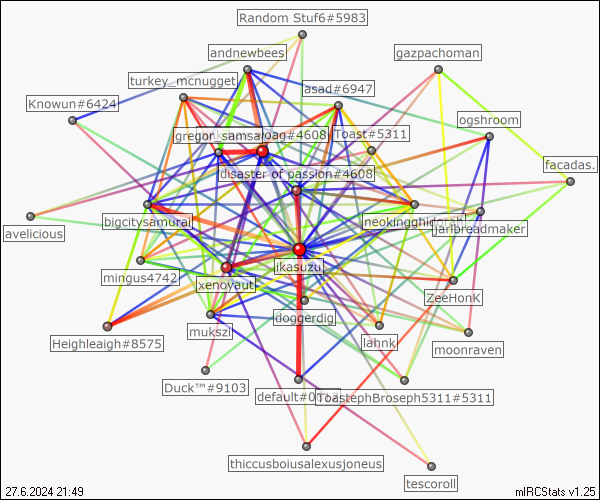 Random Stuf6#5983
andnewbees
gazpachoman
turkey_mcnugget
asad#6947
Knowun#6424
ogshroom
gregor_samsa
oag#4608
Toast#5311
facadas.
disaster of passion#4608
bigcitysamurai
neokingghidorah
jarlbreadmaker
avelicious
mingus4742
ikasuzu
xenoyaut
ZeeHonK
doggerdig
mukszi
lahnk
Heighleaigh#8575
moonraven
Duck™#9103
default#0
ToastephBroseph5311#5311
thiccusboiusalexusjoneus
tescoroll
27.6.2024 21:49
mIRCStats v1.25